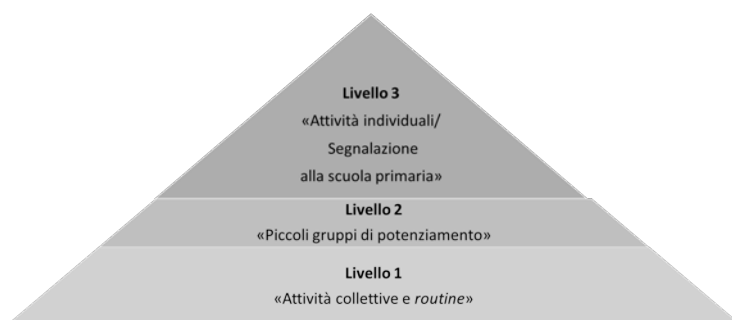 Livello 3
«Attività individuali/
Segnalazione
alla scuola primaria»
Livello 2
«Piccoli gruppi di potenziamento»
Livello 1
«Attività collettive e routine»